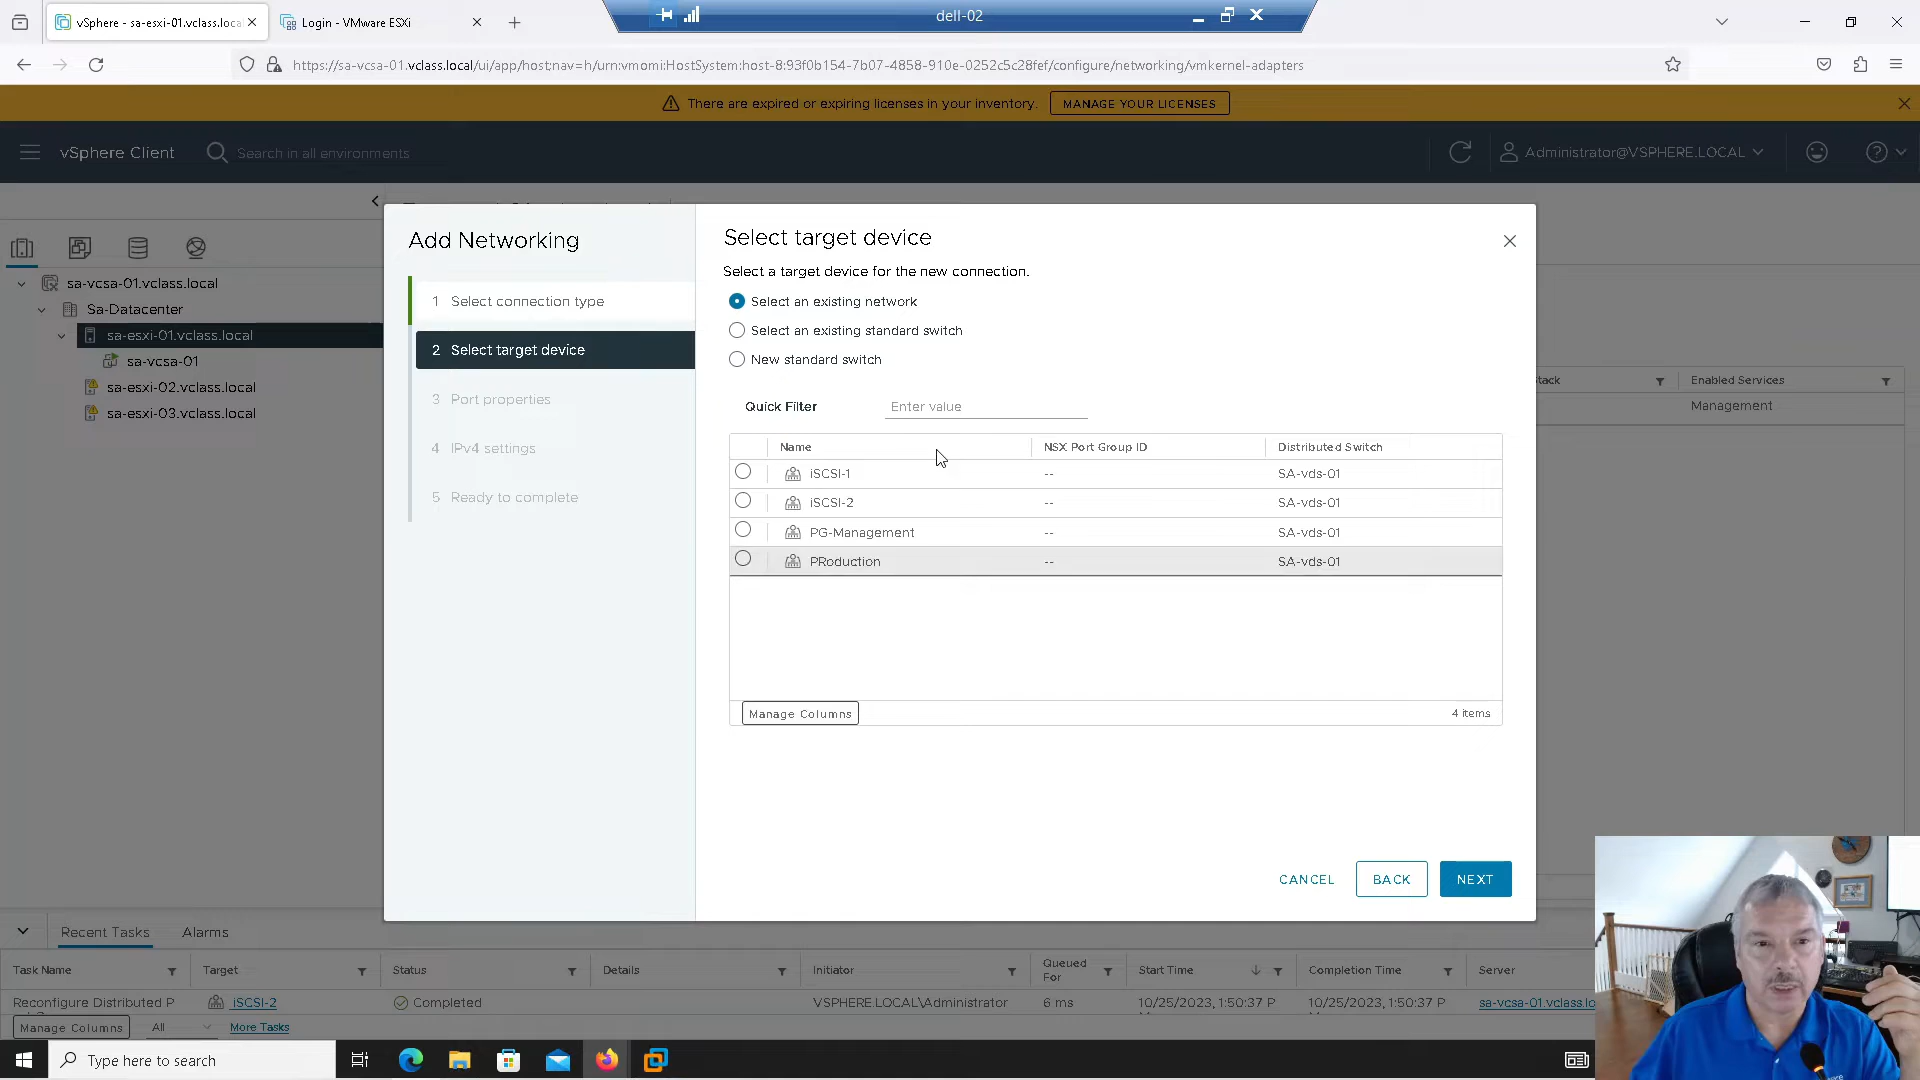 vSphere - sa-esxi-01.vclass.loca
Login - VMware ESXi
dell-02
https://sa-vcsa-01.vclass.local/ui/app/host;nav=h/urn:vmomi:HostSystem:host-8:93f0b154-7b07-4858-910e-0252c5c28fef/configure/networking/vmkernel-adapters
There are expired or expiring licenses in your inventory.
MANAGE YOUR LICENSES
vSphere Client
Search in all environments
Administrator@VSPHERE.LOCAL
sa-vcsa-01.vclass.local
Sa-Datacenter
sa-esxi-01.vclass.local
sa-vcsa-01
sa-esxi-02.vclass.local
sa-esxi-03.vclass.local
Add Networking
1 Select connection type
2 Select target device
3 Port properties
4 IPv4 settings
5 Ready to complete
Select target device
Select a target device for the new connection.
Select an existing network
Select an existing standard switch
New standard switch
Quick Filter
Enter value
Name NSX Port Group ID Distributed Switch
iSCSI-1 -- SA-vds-01
iSCSI-2 -- SA-vds-01
PG-Management -- SA-vds-01
PRoduction -- SA-vds-01
Manage Columns
4 items
CANCEL
BACK
NEXT
tack
Enabled Services
Management
Recent Tasks
Alarms
Task Name Target Status Details Initiator Queued For Start Time Completion Time Server
Reconfigure Distributed P iSCSI-2 Completed VSPHERE.LOCAL\Administrator 6 ms 10/25/2023, 1:50:37 P 10/25/2023, 1:50:37 P sa-vcsa-01.vclass.lo
Manage Columns
All
More Tasks
Type here to search